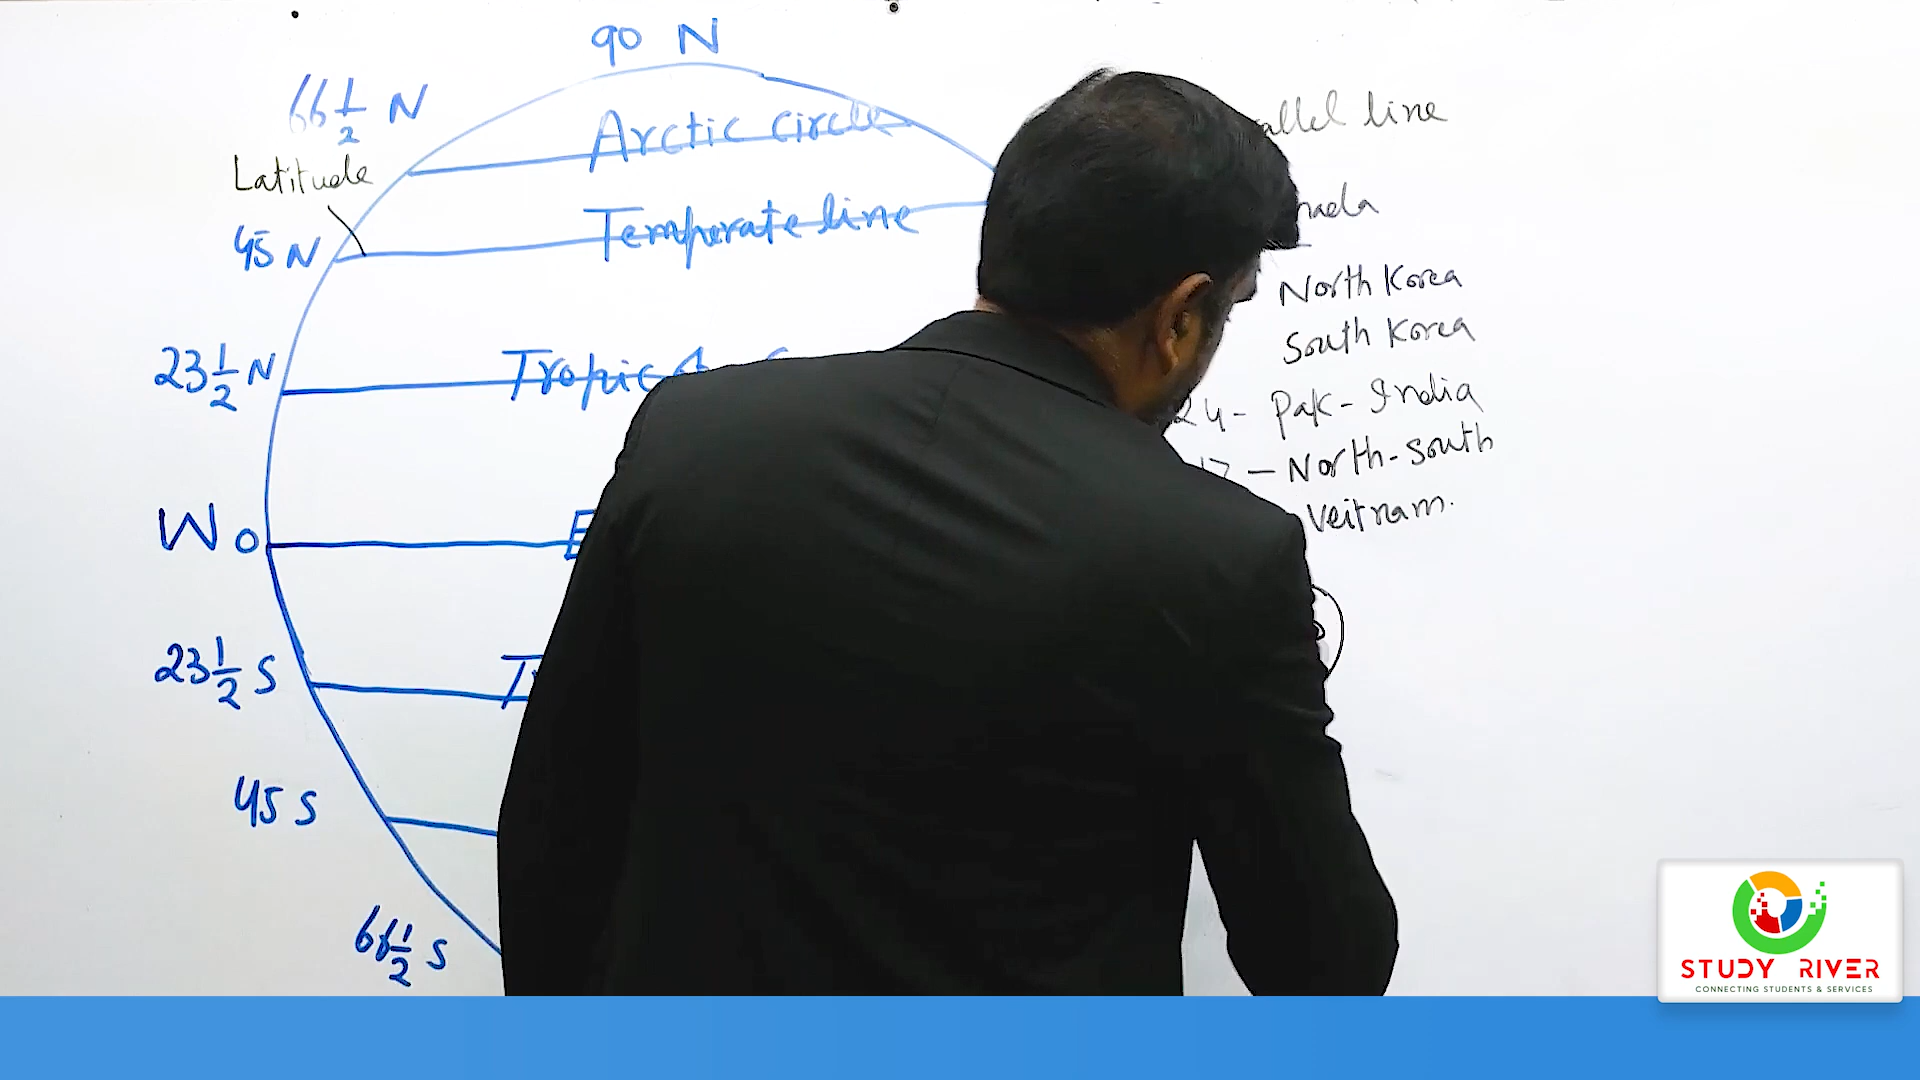 90 N
66 1/2 N
Arctic Circle
Latitude
45 N
Temperate line
23 1/2 N
Tropic
W 0
E
23 1/2 S
45 S
66 1/2 S
allel line
nada
North Korea
South Korea
24 - Pak - India
17 - North - South
Veitnam.
STUDY RIVER
CONNECTING STUDENTS & SERVICES